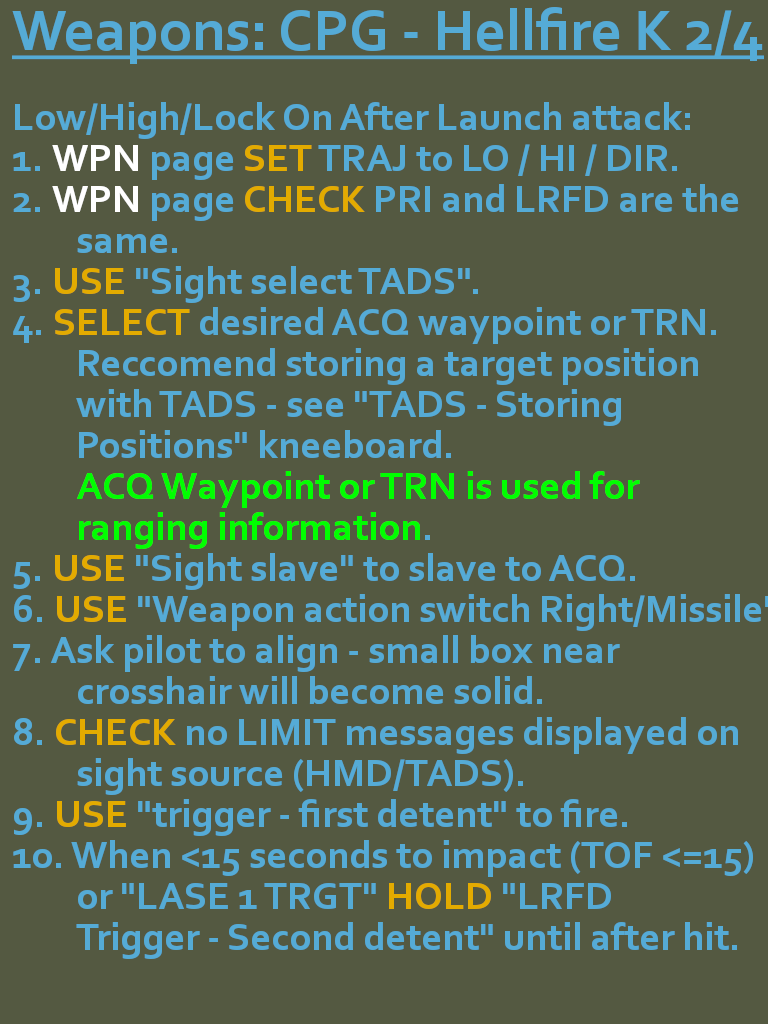 Weapons: CPG - Hellfire K 2/4
Low/High/Lock On After Launch attack:
1. WPN page SET TRAJ to LO / HI / DIR.
2. WPN page CHECK PRI and LRFD are the
same.
3. USE "Sight select TADS".
4. SELECT desired ACQ waypoint or TRN.
Reccomend storing a target position
with TADS - see "TADS - Storing
Positions" kneeboard.
ACQ Waypoint or TRN is used for
ranging information.
5. USE "Sight slave" to slave to ACQ.
6. USE "Weapon action switch Right/Missile"
7. Ask pilot to align - small box near
crosshair will become solid.
8. CHECK no LIMIT messages displayed on
sight source (HMD/TADS).
9. USE "trigger - first detent" to fire.
10. When <15 seconds to impact (TOF <=15)
or "LASE 1 TRGT" HOLD "LRFD
Trigger - Second detent" until after hit.